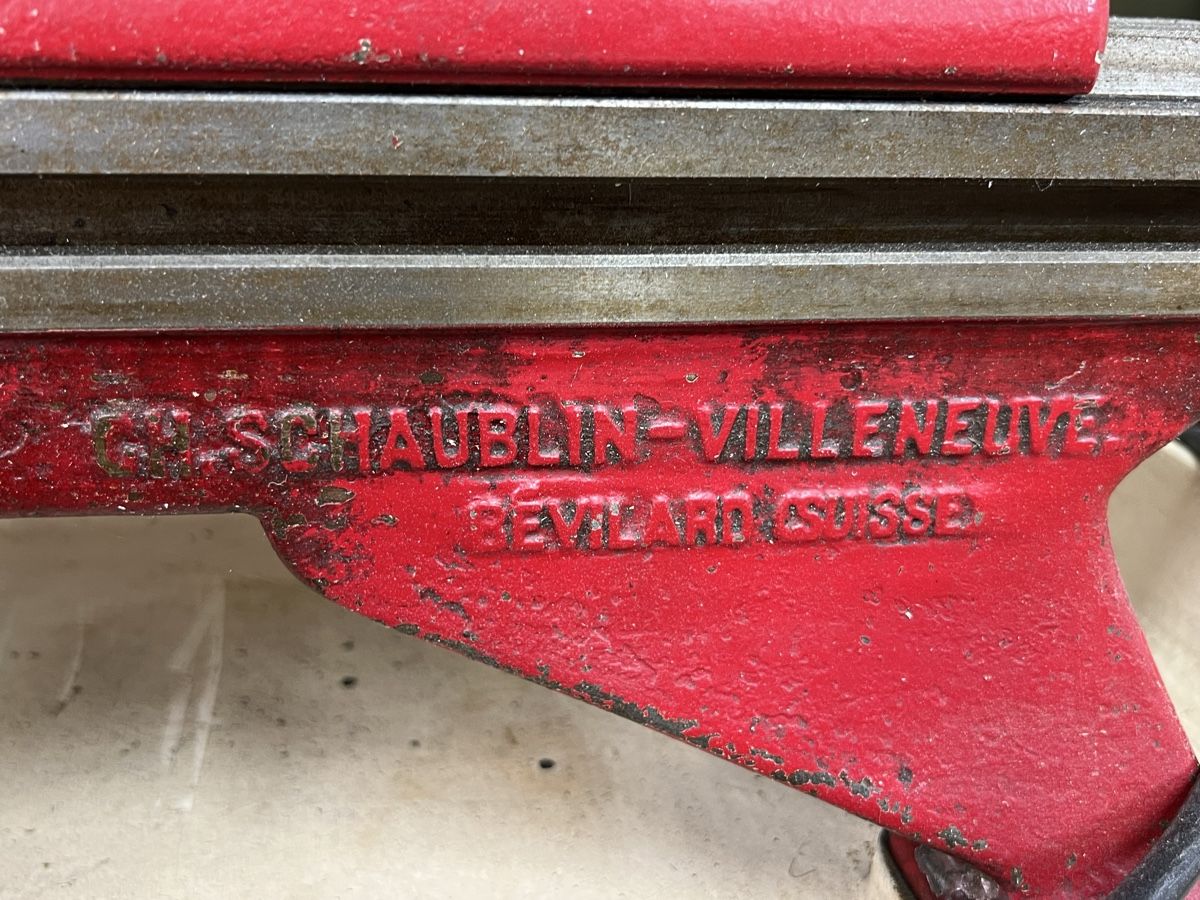 CH. SCHAUBLIN-VILLENEUVE.
BÉVILARD (SUISSE.